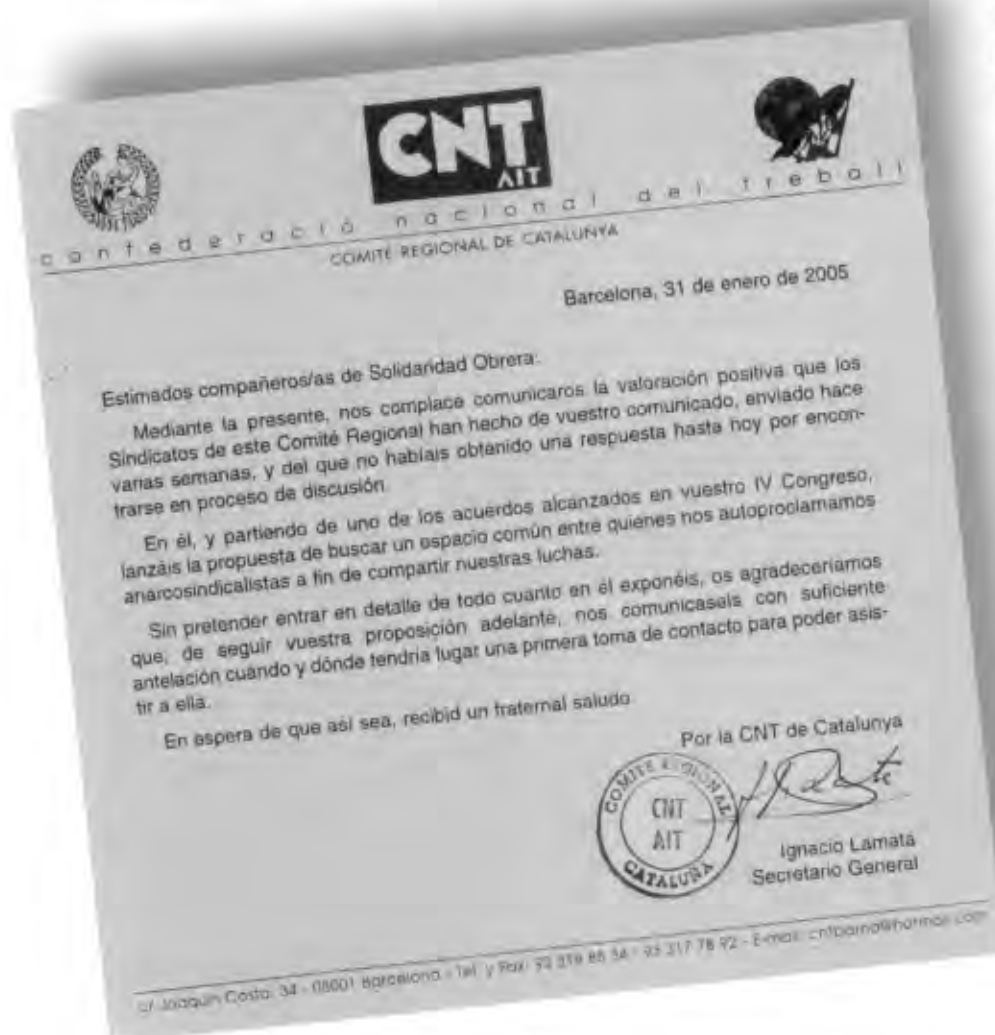 CNT
AIT
confederació nacional del treball
COMITÉ REGIONAL DE CATALUNYA
Barcelona, 31 de enero de 2005
Estimados compañeros/as de Solidaridad Obrera:
Mediante la presente, nos complace comunicaros la valoración positiva que los
Sindicatos de este Comité Regional han hecho de vuestro comunicado, enviado hace
varias semanas, y del que no habíais obtenido una respuesta hasta hoy por encon-
trarse en proceso de discusión.
En él, y partiendo de uno de los acuerdos alcanzados en vuestro IV Congreso,
lanzáis la propuesta de buscar un espacio común entre quienes nos autoproclamamos
anarcosindicalistas a fin de compartir nuestras luchas.
Sin pretender entrar en detalle de todo cuanto en él exponéis, os agradeceríamos
que, de seguir vuestra proposición adelante, nos comunicaseis con suficiente
antelación cuándo y dónde tendría lugar una primera toma de contacto para poder asis-
tir a ella.
En espera de que así sea, recibid un fraternal saludo.
Por la CNT de Catalunya
COMITE REGIONAL
CNT
AIT
CATALUÑA
Ignacio Lamata
Secretario General
c/ Joaquín Costa, 34 - 08001 Barcelona - Tel. y Fax: 93 317 78 92 - E-mail: cntbarna@hotmail.com